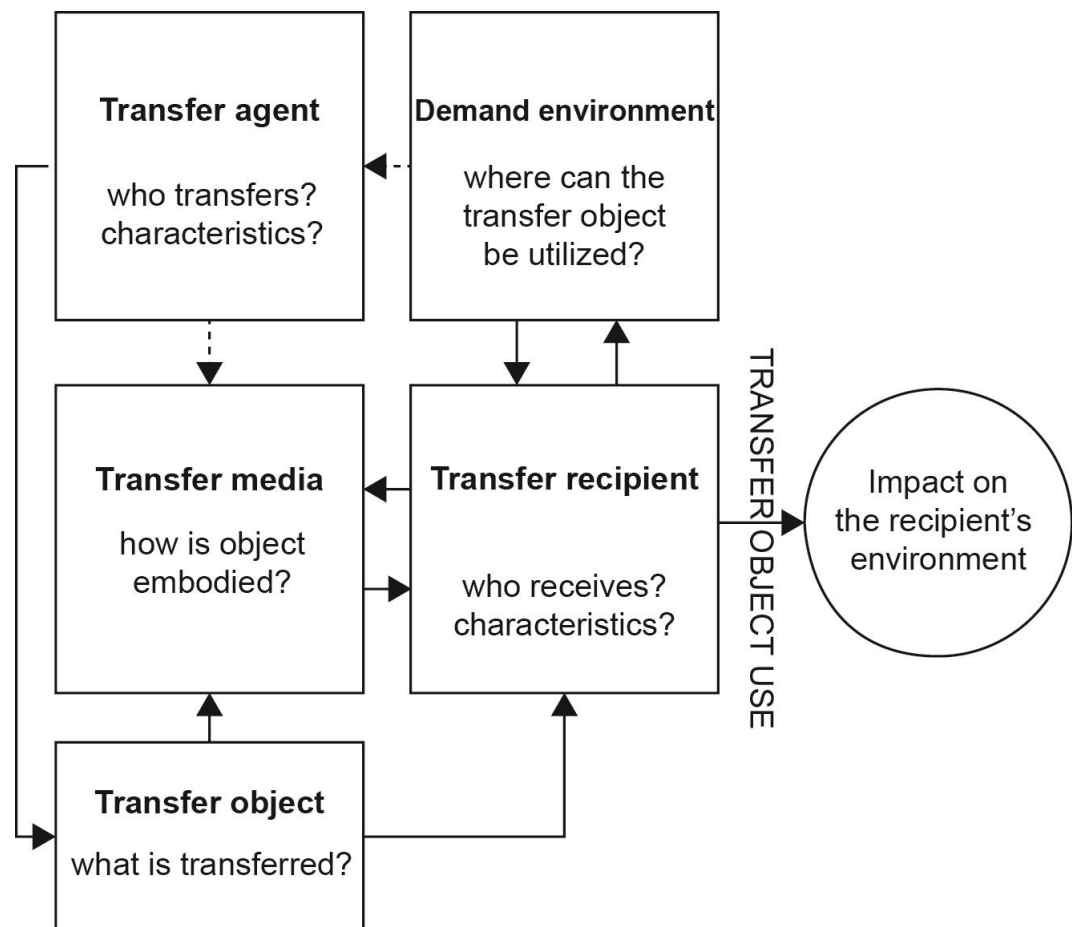 Transfer agent
who transfers?
characteristics?
Demand environment
where can the
transfer object
be utilized?
Transfer media
how is object
embodied?
Transfer recipient
who receives?
characteristics?
TRANSFER OBJECT USE
Impact on
the recipient’s
environment
Transfer object
what is transferred?